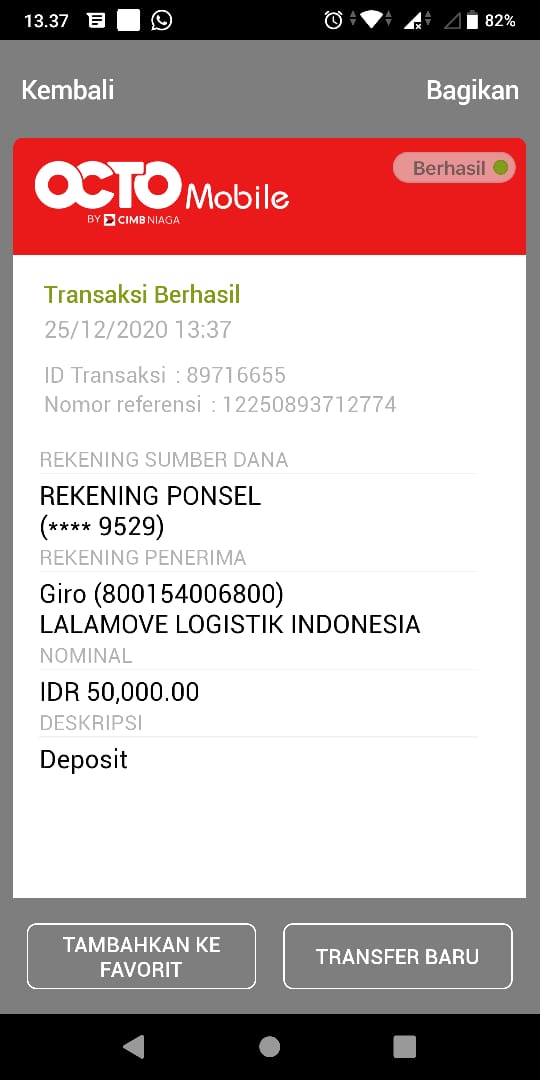 13.37
82%
Kembali
Bagikan
OCTO Mobile
BY CIMB NIAGA
Berhasil
Transaksi Berhasil
25/12/2020 13:37
ID Transaksi : 89716655
Nomor referensi : 12250893712774
REKENING SUMBER DANA
REKENING PONSEL
(**** 9529)
REKENING PENERIMA
Giro (800154006800)
LALAMOVE LOGISTIK INDONESIA
NOMINAL
IDR 50,000.00
DESKRIPSI
Deposit
TAMBAHKAN KE
FAVORIT
TRANSFER BARU